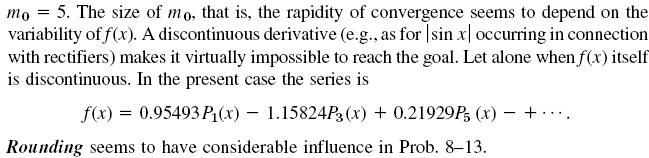 m₀ = 5. The size of m₀, that is, the rapidity of convergence seems to depend on the
variability of f(x). A discontinuous derivative (e.g., as for |sin x| occurring in connection
with rectifiers) makes it virtually impossible to reach the goal. Let alone when f(x) itself
is discontinuous. In the present case the series is
f(x) = 0.95493P₁(x) − 1.15824P₃(x) + 0.21929P₅ (x) − + ⋯.
Rounding seems to have considerable influence in Prob. 8–13.